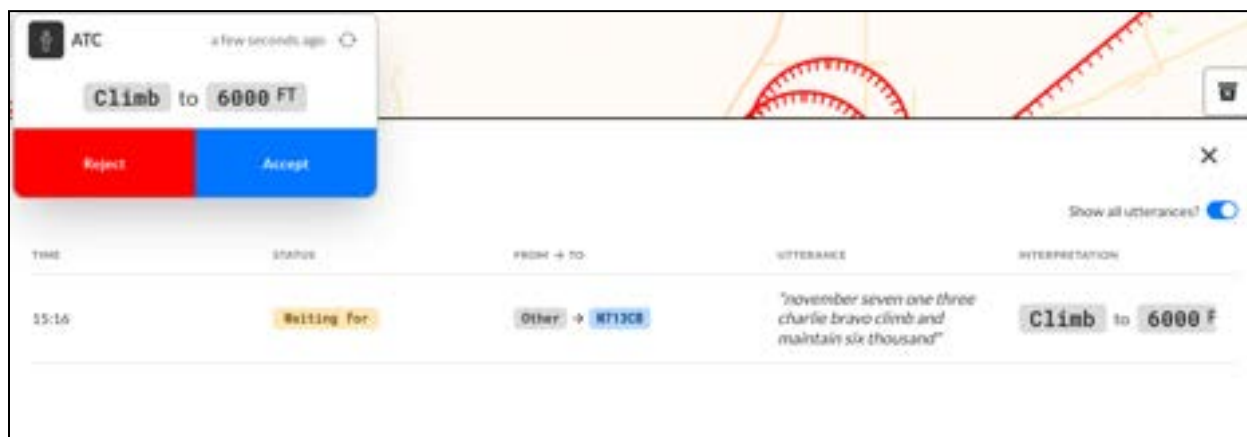 ATC a few seconds ago
Climb to 6000 FT
Reject Accept
Show all utterances?
TIME STATUS FROM → TO UTTERANCE INTERPRETATION
15:16 Waiting for Other → N713CB "november seven one three charlie bravo climb and maintain six thousand" Climb to 6000 F